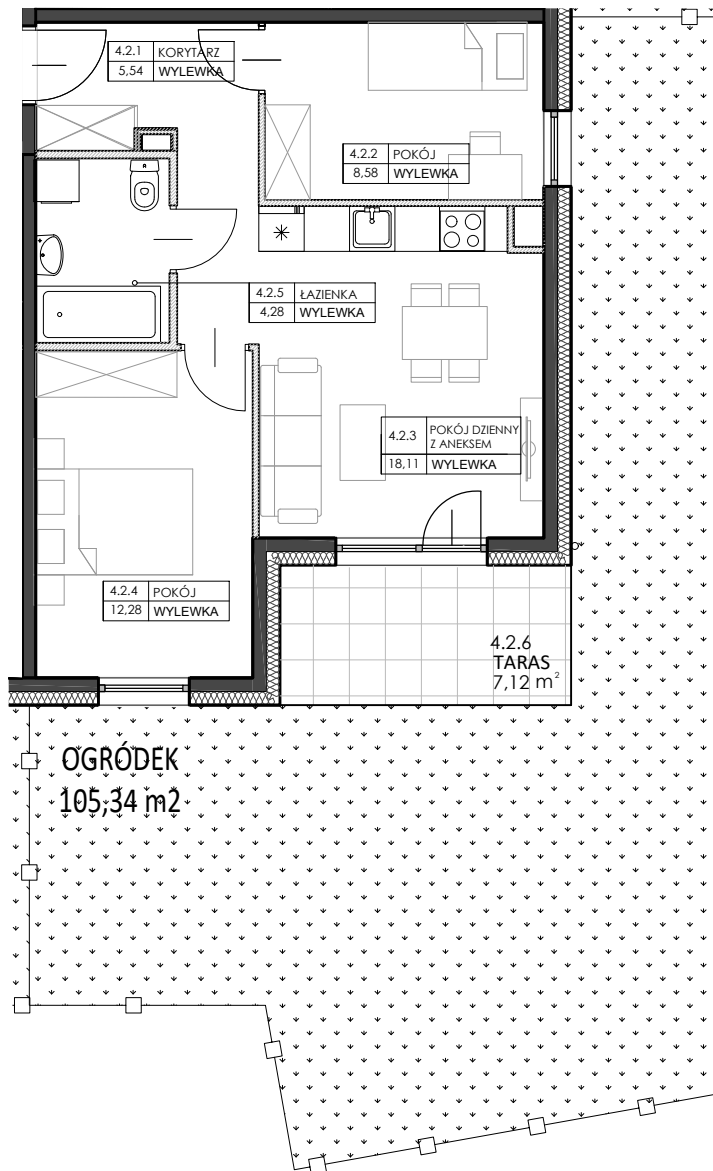 4.2.1 KORYTARZ
5,54 WYLEWKA
4.2.2 POKÓJ
8,58 WYLEWKA
4.2.5 ŁAZIENKA
4,28 WYLEWKA
4.2.3 POKÓJ DZIENNY
Z ANEKSEM
18,11 WYLEWKA
4.2.4 POKÓJ
12,28 WYLEWKA
4.2.6
TARAS
7,12 m²
OGRÓDEK
105,34 m2